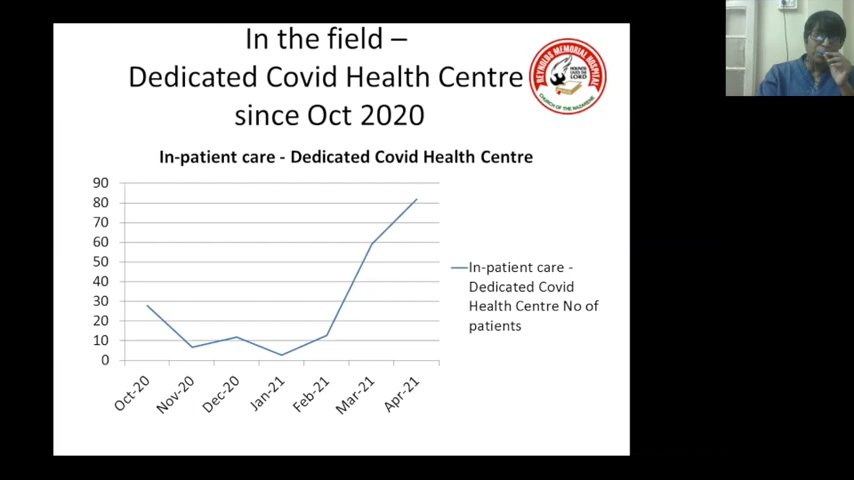 In the field –
Dedicated Covid Health Centre
since Oct 2020
REYNOLDS MEMORIAL HOSPITAL
HOLINESS UNTO THE LORD
CHURCH OF THE NAZARENE
In-patient care - Dedicated Covid Health Centre
90
80
70
60
50
40
30
20
10
0
Oct-20
Nov-20
Dec-20
Jan-21
Feb-21
Mar-21
Apr-21
In-patient care -
Dedicated Covid
Health Centre No of
patients